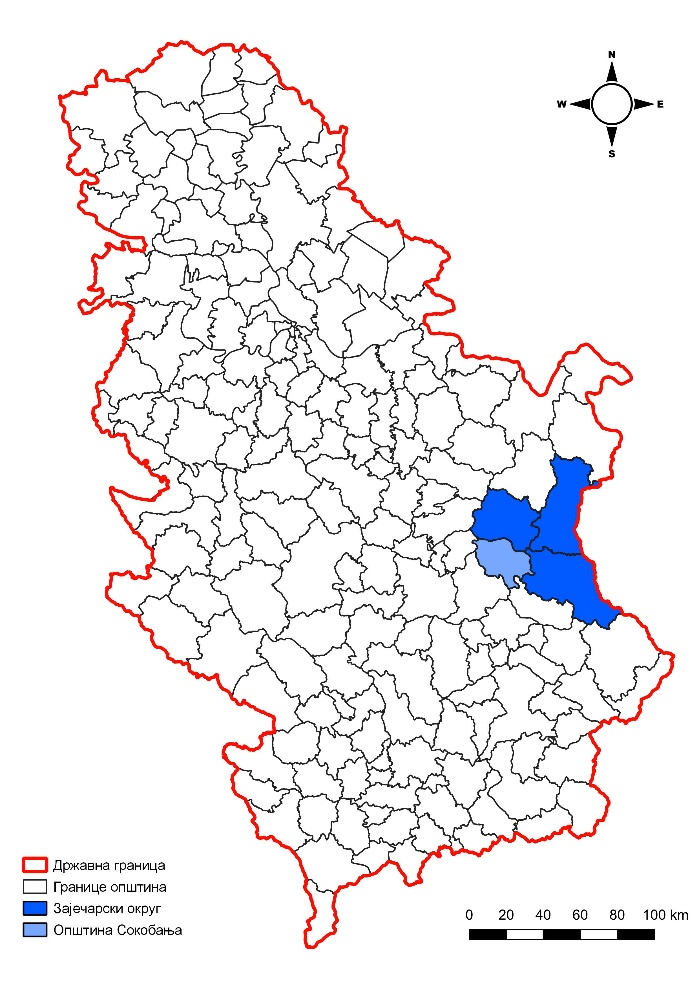 N
W E
S
Државна граница
Границе општина
Зајечарски округ
Општина Сокобања
0 20 40 60 80 100 km